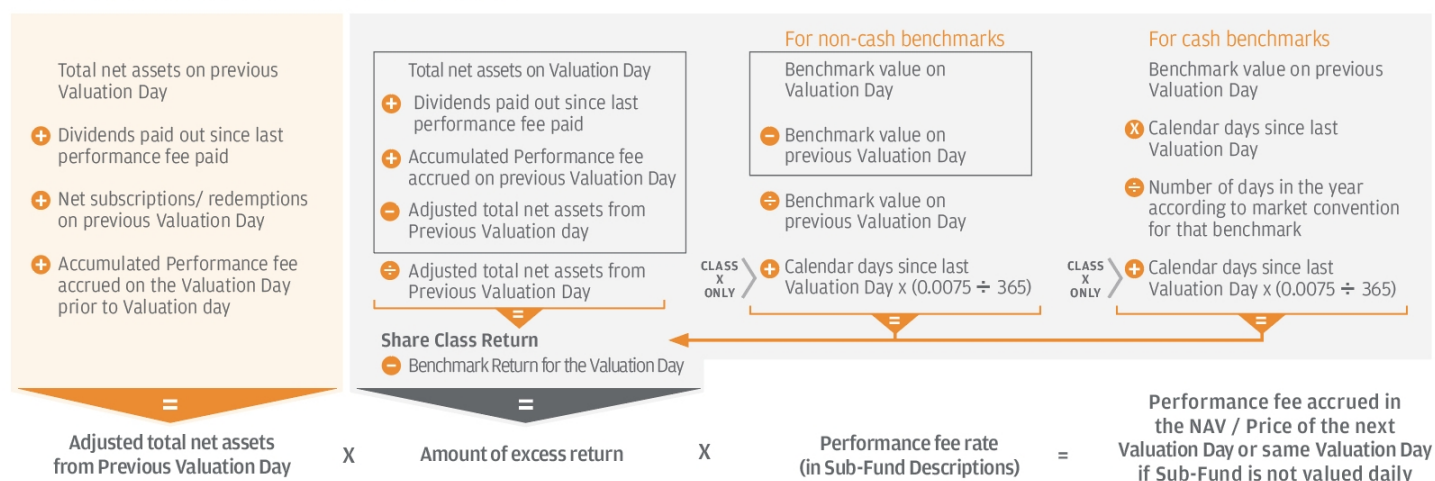 Total net assets on previous
Valuation Day
+ Dividends paid out since last
performance fee paid
+ Net subscriptions/ redemptions
on previous Valuation Day
+ Accumulated Performance fee
accrued on the Valuation Day
prior to Valuation day
=
Adjusted total net assets
from Previous Valuation Day
Total net assets on Valuation Day
+ Dividends paid out since last
performance fee paid
+ Accumulated Performance fee
accrued on previous Valuation Day
− Adjusted total net assets from
Previous Valuation day
÷ Adjusted total net assets from
Previous Valuation Day
=
Share Class Return
− Benchmark Return for the Valuation Day
=
X
Amount of excess return
For non-cash benchmarks
Benchmark value on
Valuation Day
− Benchmark value on
previous Valuation Day
÷ Benchmark value on
previous Valuation Day
CLASS
X
ONLY
+ Calendar days since last
Valuation Day x (0.0075 ÷ 365)
=
For cash benchmarks
Benchmark value on previous
Valuation Day
X Calendar days since last
Valuation Day
÷ Number of days in the year
according to market convention
for that benchmark
CLASS
X
ONLY
+ Calendar days since last
Valuation Day x (0.0075 ÷ 365)
=
X
Performance fee rate
(in Sub-Fund Descriptions)
=
Performance fee accrued in
the NAV / Price of the next
Valuation Day or same Valuation Day
if Sub-Fund is not valued daily